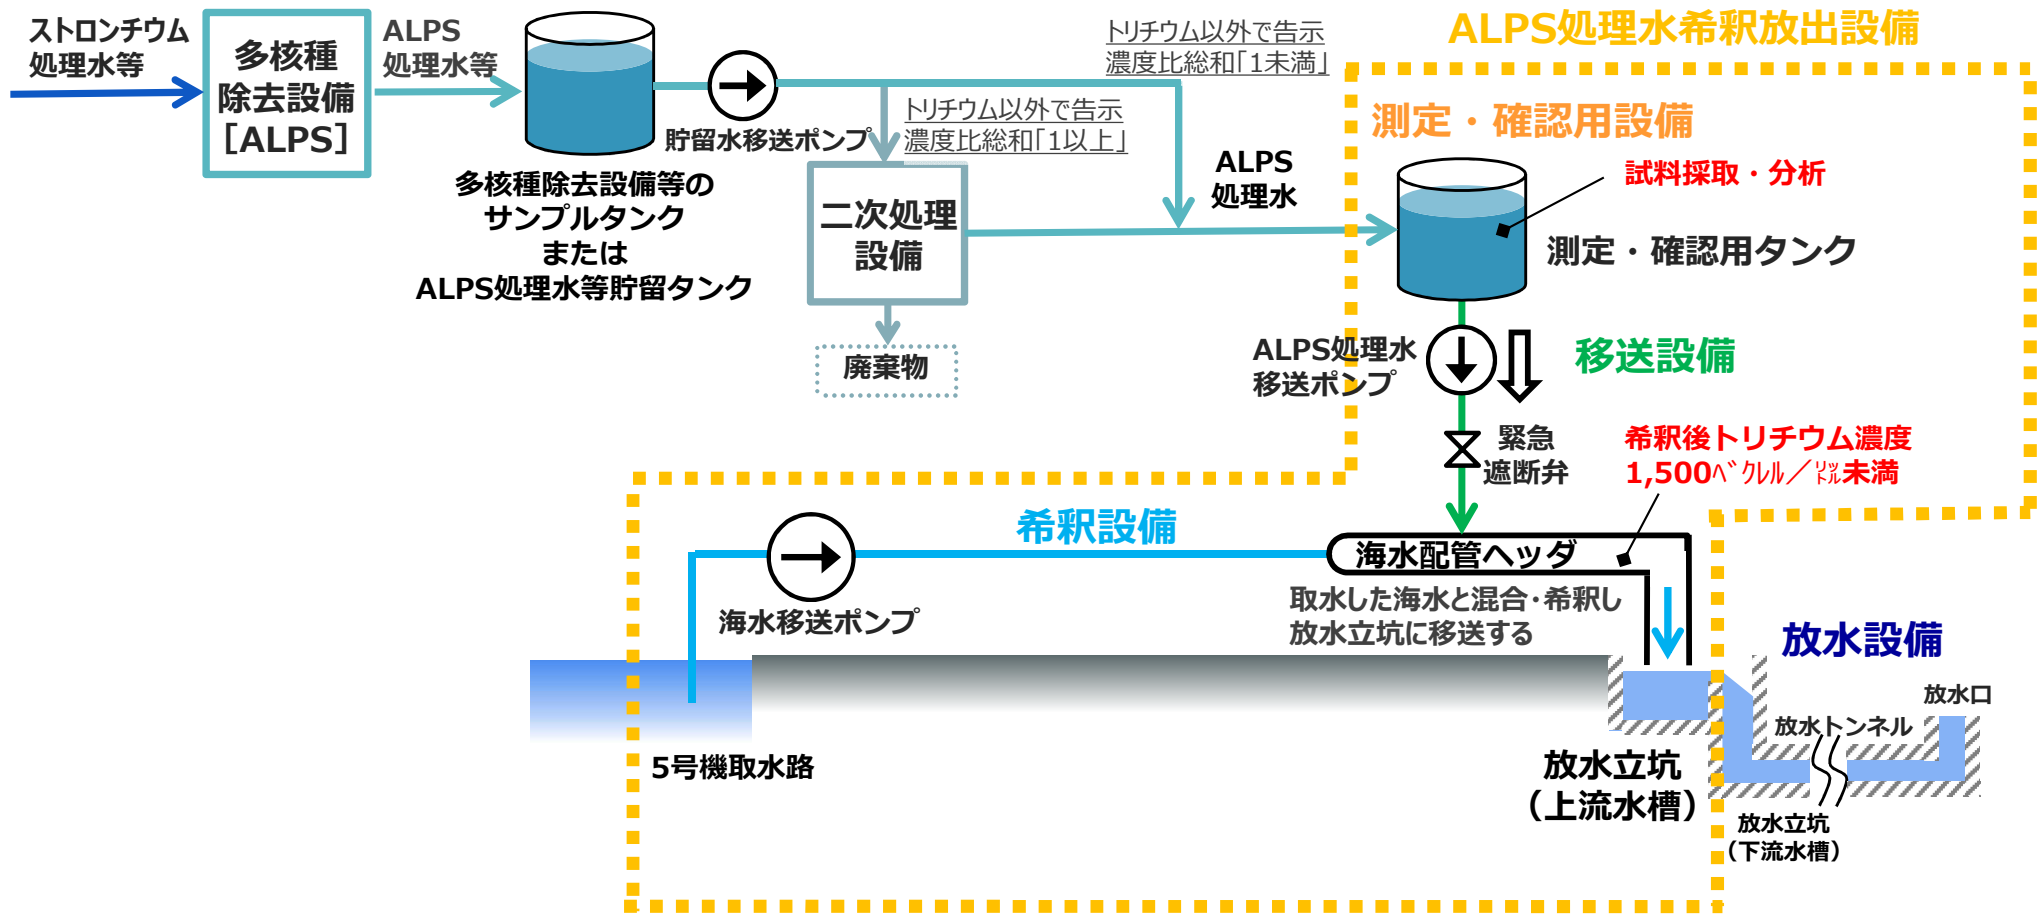 ストロンチウム
処理水等
多核種
除去設備
［ALPS］
ALPS
処理水等
貯留水移送ポンプ
多核種除去設備等の
サンプルタンク
または
ALPS処理水等貯留タンク
トリチウム以外で告示
濃度比総和｢1未満｣
トリチウム以外で告示
濃度比総和｢1以上｣
二次処理
設備
廃棄物
ALPS
処理水
ALPS処理水希釈放出設備
測定・確認用設備
試料採取・分析
測定・確認用タンク
ALPS処理水
移送ポンプ
移送設備
緊急
遮断弁
希釈後トリチウム濃度
1,500ﾍﾞｸﾚﾙ／㍑未満
希釈設備
海水移送ポンプ
海水配管ヘッダ
取水した海水と混合･希釈し
放水立坑に移送する
5号機取水路
放水設備
放水口
放水トンネル
放水立坑
（上流水槽）
放水立坑
（下流水槽）